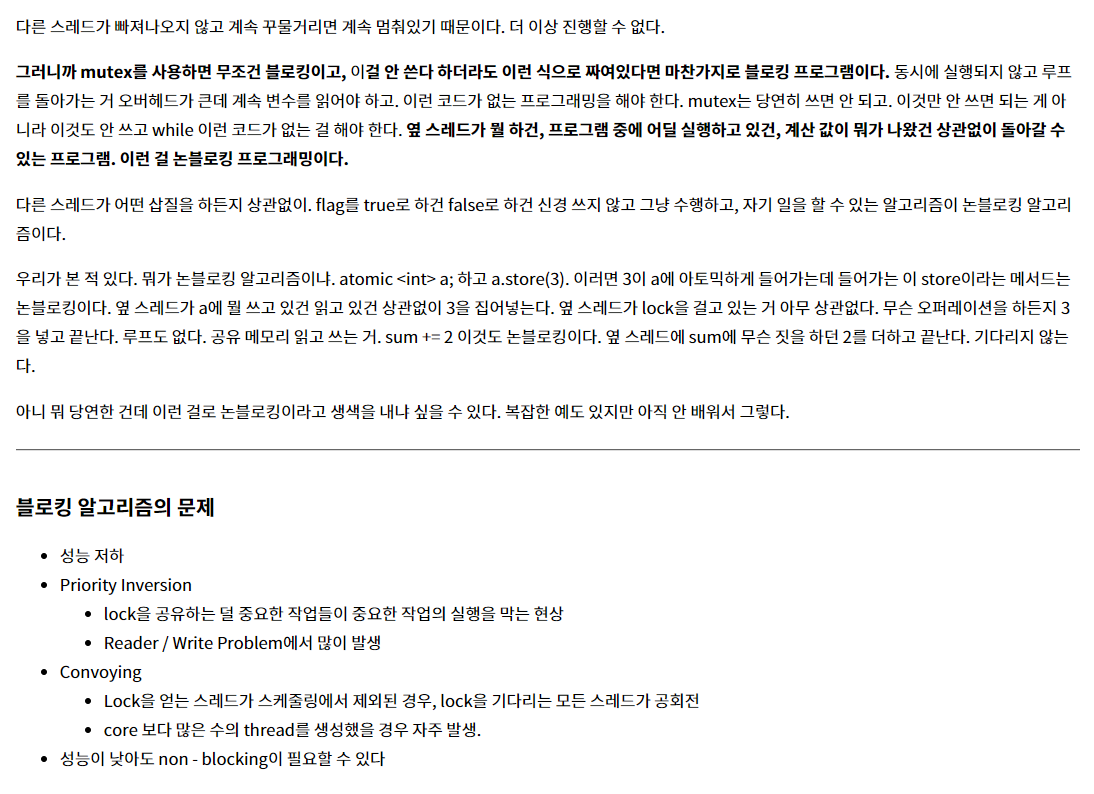 다른 스레드가 빠져나오지 않고 계속 꾸물거리면 계속 멈춰있기 때문이다. 더 이상 진행할 수 없다.
그러니까 mutex를 사용하면 무조건 블로킹이고, 이걸 안 쓴다 하더라도 이런 식으로 짜여있다면 마찬가지로 블로킹 프로그램이다. 동시에 실행되지 않고 루프
를 돌아가는 거 오버헤드가 큰데 계속 변수를 읽어야 하고. 이런 코드가 없는 프로그래밍을 해야 한다. mutex는 당연히 쓰면 안 되고. 이것만 안 쓰면 되는 게 아
니라 이것도 안 쓰고 while 이런 코드가 없는 걸 해야 한다. 옆 스레드가 뭘 하건, 프로그램 중에 어딜 실행하고 있건, 계산 값이 뭐가 나왔건 상관없이 돌아갈 수
있는 프로그램. 이런 걸 논블로킹 프로그래밍이다.
다른 스레드가 어떤 삽질을 하든지 상관없이. flag를 true로 하건 false로 하건 신경 쓰지 않고 그냥 수행하고, 자기 일을 할 수 있는 알고리즘이 논블로킹 알고리
즘이다.
우리가 본 적 있다. 뭐가 논블로킹 알고리즘이냐. atomic <int> a; 하고 a.store(3). 이러면 3이 a에 아토믹하게 들어가는데 들어가는 이 store이라는 메서드는
논블로킹이다. 옆 스레드가 a에 뭘 쓰고 있건 읽고 있건 상관없이 3을 집어넣는다. 옆 스레드가 lock을 걸고 있는 거 아무 상관없다. 무슨 오퍼레이션을 하든지 3
을 넣고 끝난다. 루프도 없다. 공유 메모리 읽고 쓰는 거. sum += 2 이것도 논블로킹이다. 옆 스레드에 sum에 무슨 짓을 하던 2를 더하고 끝난다. 기다리지 않는
다.
아니 뭐 당연한 건데 이런 걸로 논블로킹이라고 생색을 내냐 싶을 수 있다. 복잡한 예도 있지만 아직 안 배워서 그렇다.
블로킹 알고리즘의 문제
• 성능 저하
• Priority Inversion
• lock을 공유하는 덜 중요한 작업들이 중요한 작업의 실행을 막는 현상
• Reader / Write Problem에서 많이 발생
• Convoying
• Lock을 얻는 스레드가 스케줄링에서 제외된 경우, lock을 기다리는 모든 스레드가 공회전
• core 보다 많은 수의 thread를 생성했을 경우 자주 발생.
• 성능이 낮아도 non - blocking이 필요할 수 있다